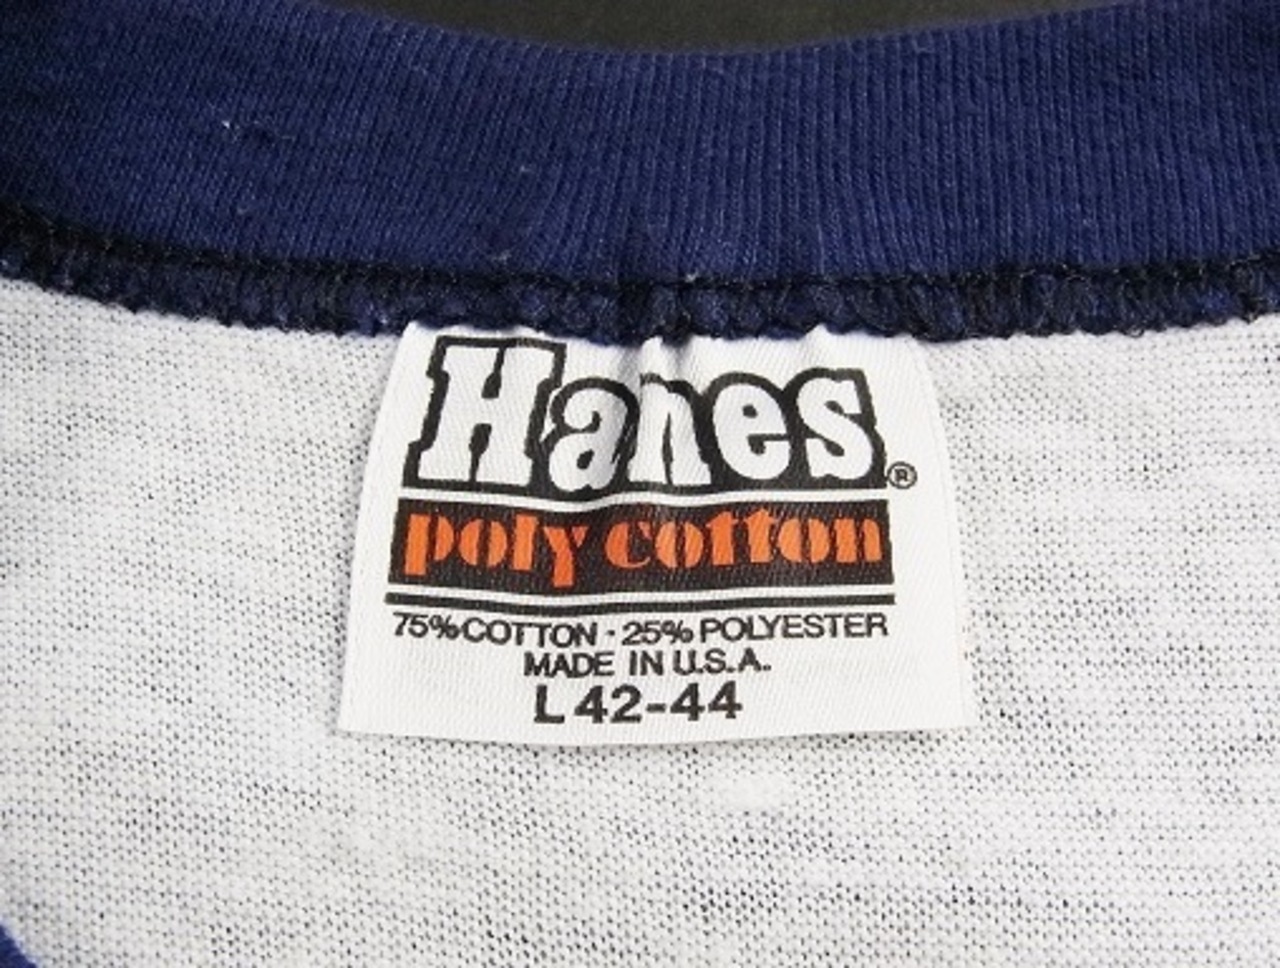 Hanes®
poly cotton
75% COTTON · 25% POLYESTER
MADE IN U.S.A.
L 42-44